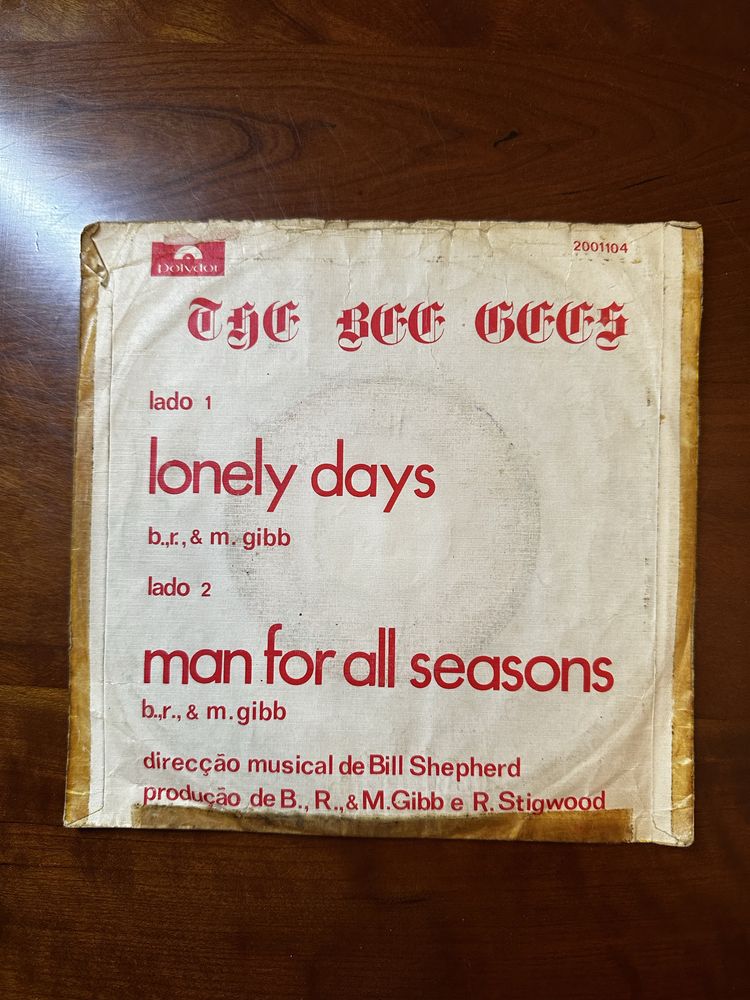 polydor
2001104
THE BEE GEES
lado 1
lonely days
b.,r., & m. gibb
lado 2
man for all seasons
b.,r., & m. gibb
direcção musical de Bill Shepherd
produção de B., R., & M. Gibb e R. Stigwood